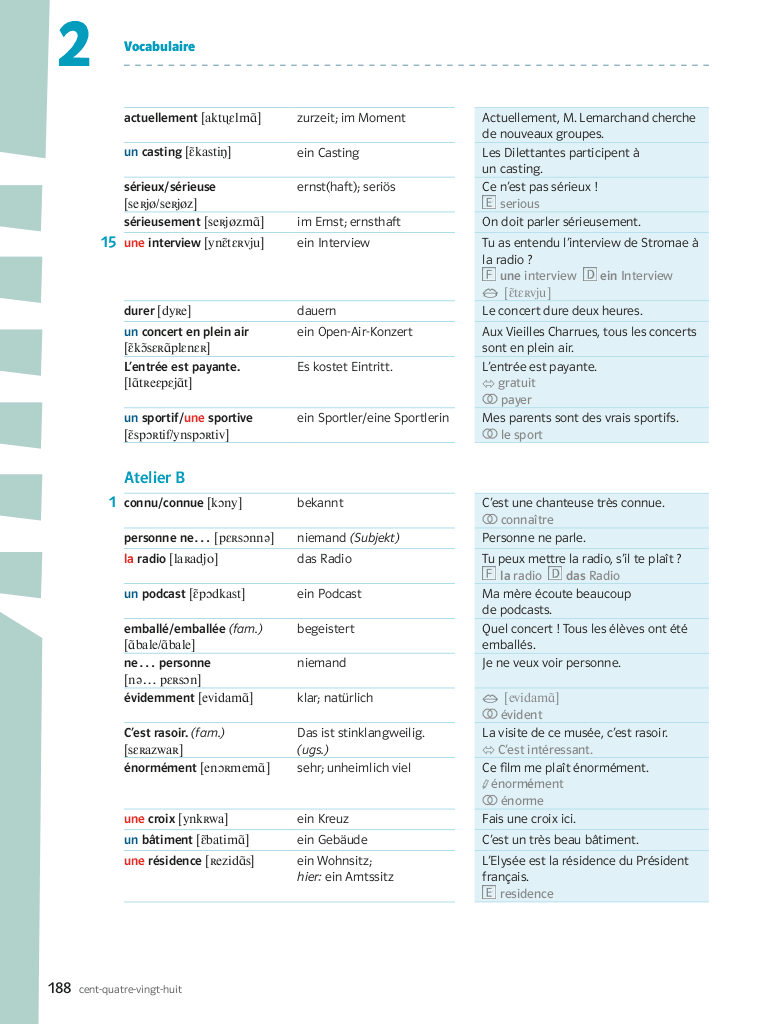 2
Vocabulaire
actuellement [aktɥɛlmɑ̃] zurzeit; im Moment Actuellement, M. Lemarchand cherche
de nouveaux groupes.
un casting [ɛ̃kastiŋ] ein Casting Les Dilettantes participent à
un casting.
sérieux/sérieuse ernst(haft); seriös Ce n’est pas sérieux !
[seʀjø/seʀjøz] E serious
sérieusement [seʀjøzmɑ̃] im Ernst; ernsthaft On doit parler sérieusement.
15 une interview [ynɛ̃tɛʀvju] ein Interview Tu as entendu l’interview de Stromae à
la radio ?
F une interview D ein Interview
[ɛ̃tɛʀvju]
durer [dyʀe] dauern Le concert dure deux heures.
un concert en plein air ein Open-Air-Konzert Aux Vieilles Charrues, tous les concerts
[ɛ̃kɔ̃sɛʀɑ̃plɛnɛʀ] sont en plein air.
L’entrée est payante. Es kostet Eintritt. L’entrée est payante.
[lɑ̃tʀeɛpɛjɑ̃t] ⬄ gratuit
payer
un sportif/une sportive ein Sportler/eine Sportlerin Mes parents sont des vrais sportifs.
[ɛ̃spɔʀtif/ynspɔʀtiv] le sport
Atelier B
1 connu/connue [kɔny] bekannt C’est une chanteuse très connue.
connaître
personne ne… [pɛʀsɔnnə] niemand (Subjekt) Personne ne parle.
la radio [laʀadjo] das Radio Tu peux mettre la radio, s’il te plaît ?
F la radio D das Radio
un podcast [ɛ̃pɔdkast] ein Podcast Ma mère écoute beaucoup
de podcasts.
emballé/emballée (fam.) begeistert Quel concert ! Tous les élèves ont été
[ɑ̃bale/ɑ̃bale] emballés.
ne… personne niemand Je ne veux voir personne.
[nə… pɛʀsɔn]
évidemment [evidamɑ̃] klar; natürlich [evidamɑ̃]
évident
C’est rasoir. (fam.) Das ist stinklangweilig. La visite de ce musée, c’est rasoir.
[sɛʀazwaʀ] (ugs.) ⬄ C’est intéressant.
énormément [enɔʀmemɑ̃] sehr; unheimlich viel Ce film me plaît énormément.
énormément
énorme
une croix [ynkʀwa] ein Kreuz Fais une croix ici.
un bâtiment [ɛ̃batimɑ̃] ein Gebäude C’est un très beau bâtiment.
une résidence [ʀezidɑ̃s] ein Wohnsitz; L’Elysée est la résidence du Président
hier: ein Amtssitz français.
E residence
188 cent-quatre-vingt-huit